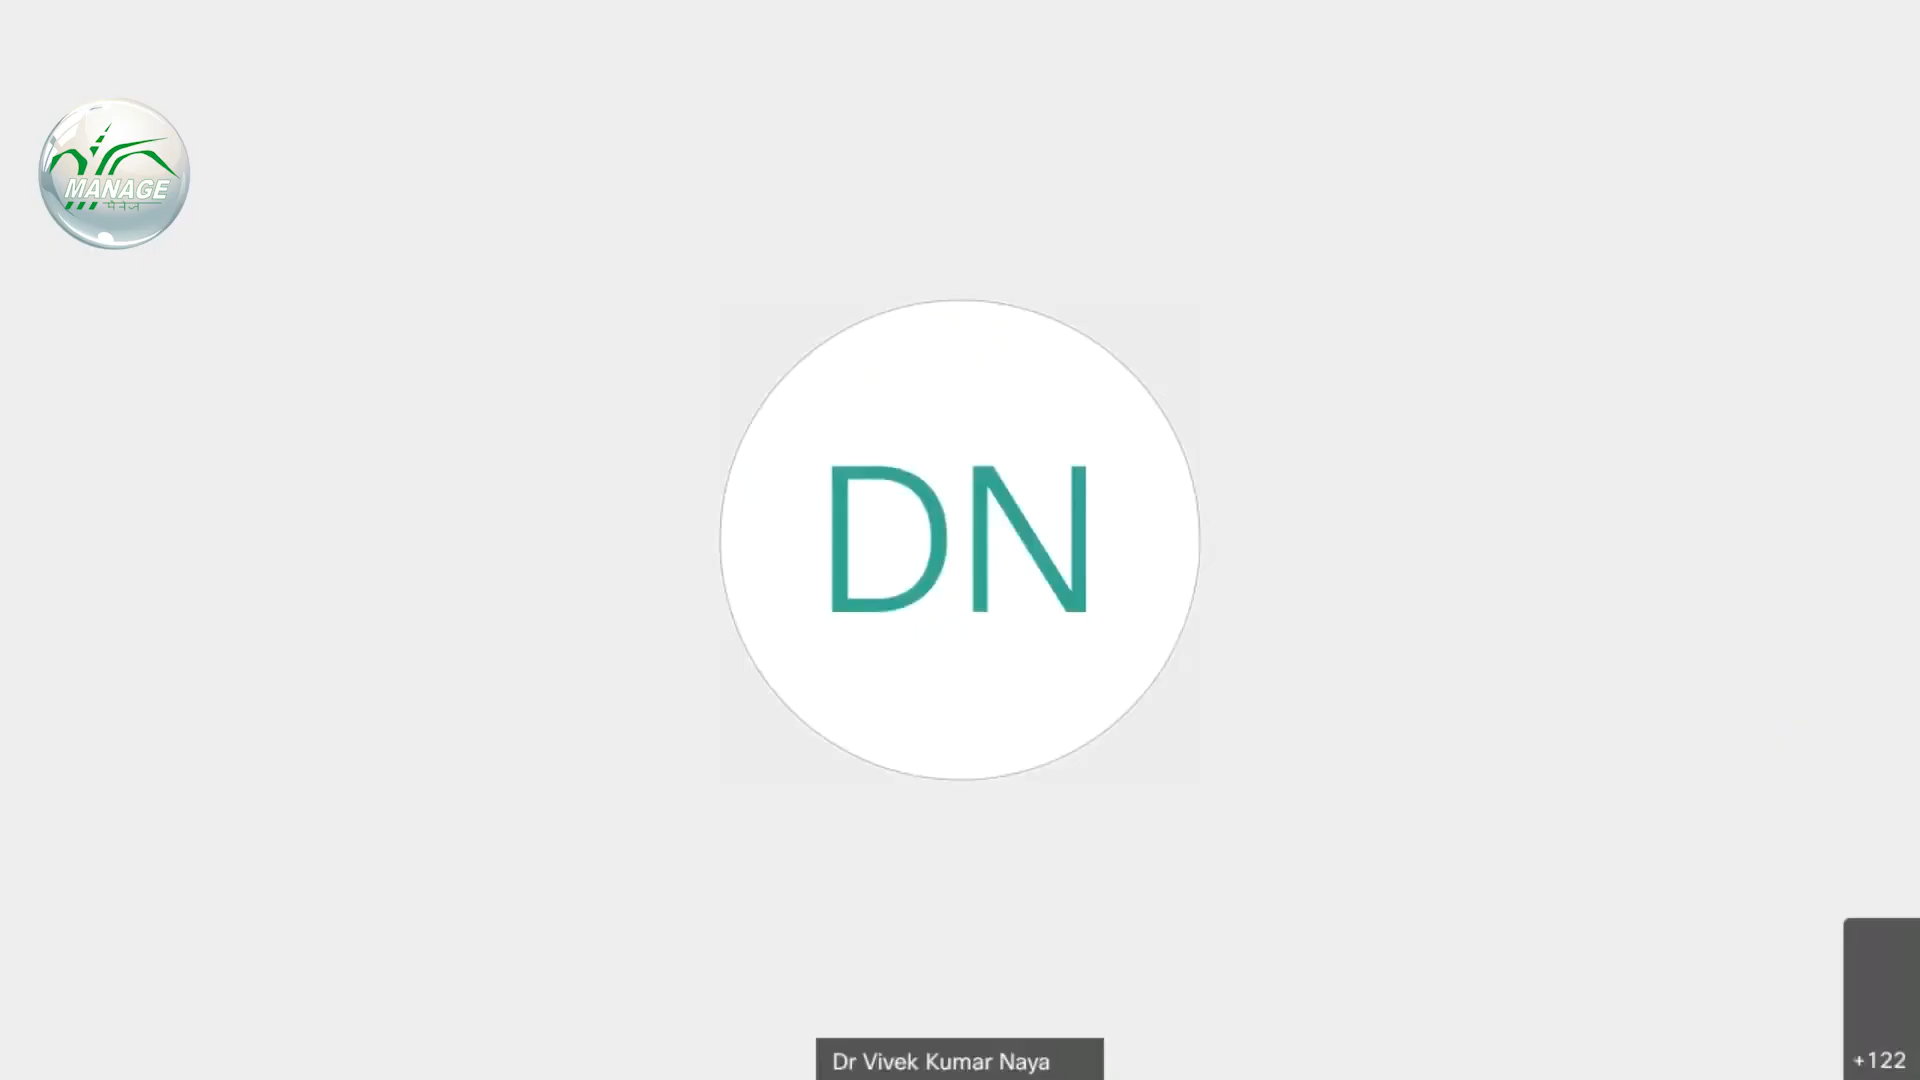 MANAGE
मैनेज
DN
Dr Vivek Kumar Naya
+122